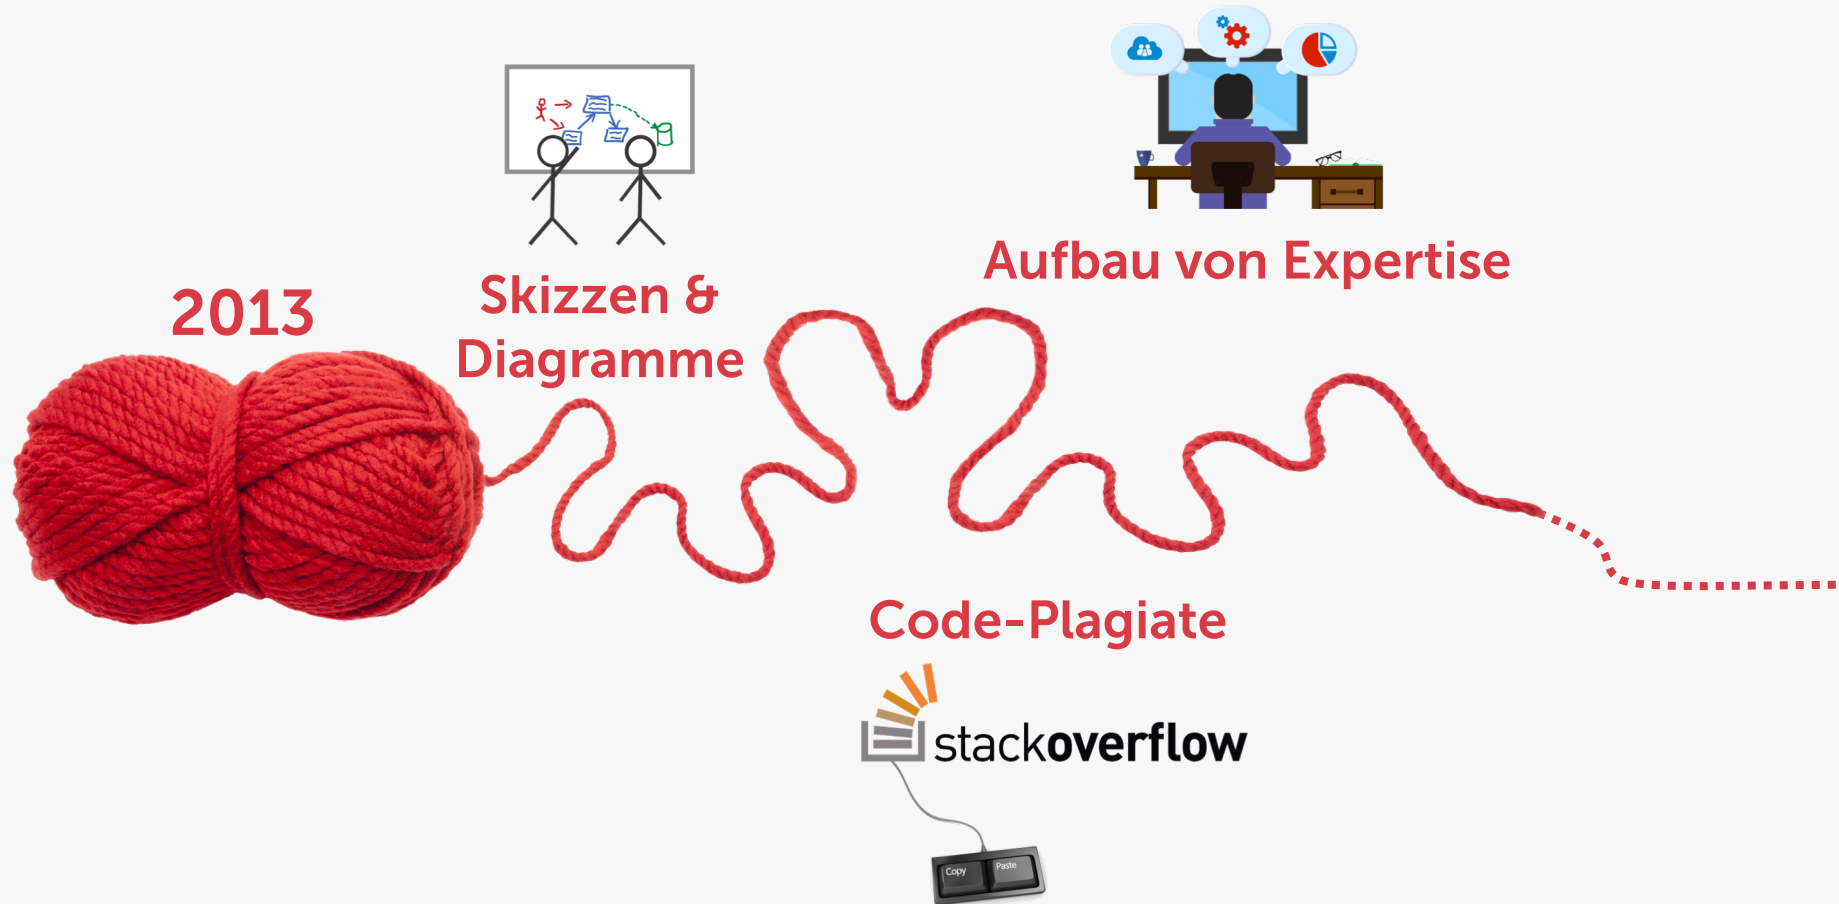 2013
Skizzen &
Diagramme
Aufbau von Expertise
Code-Plagiate
stackoverflow
Copy
Paste